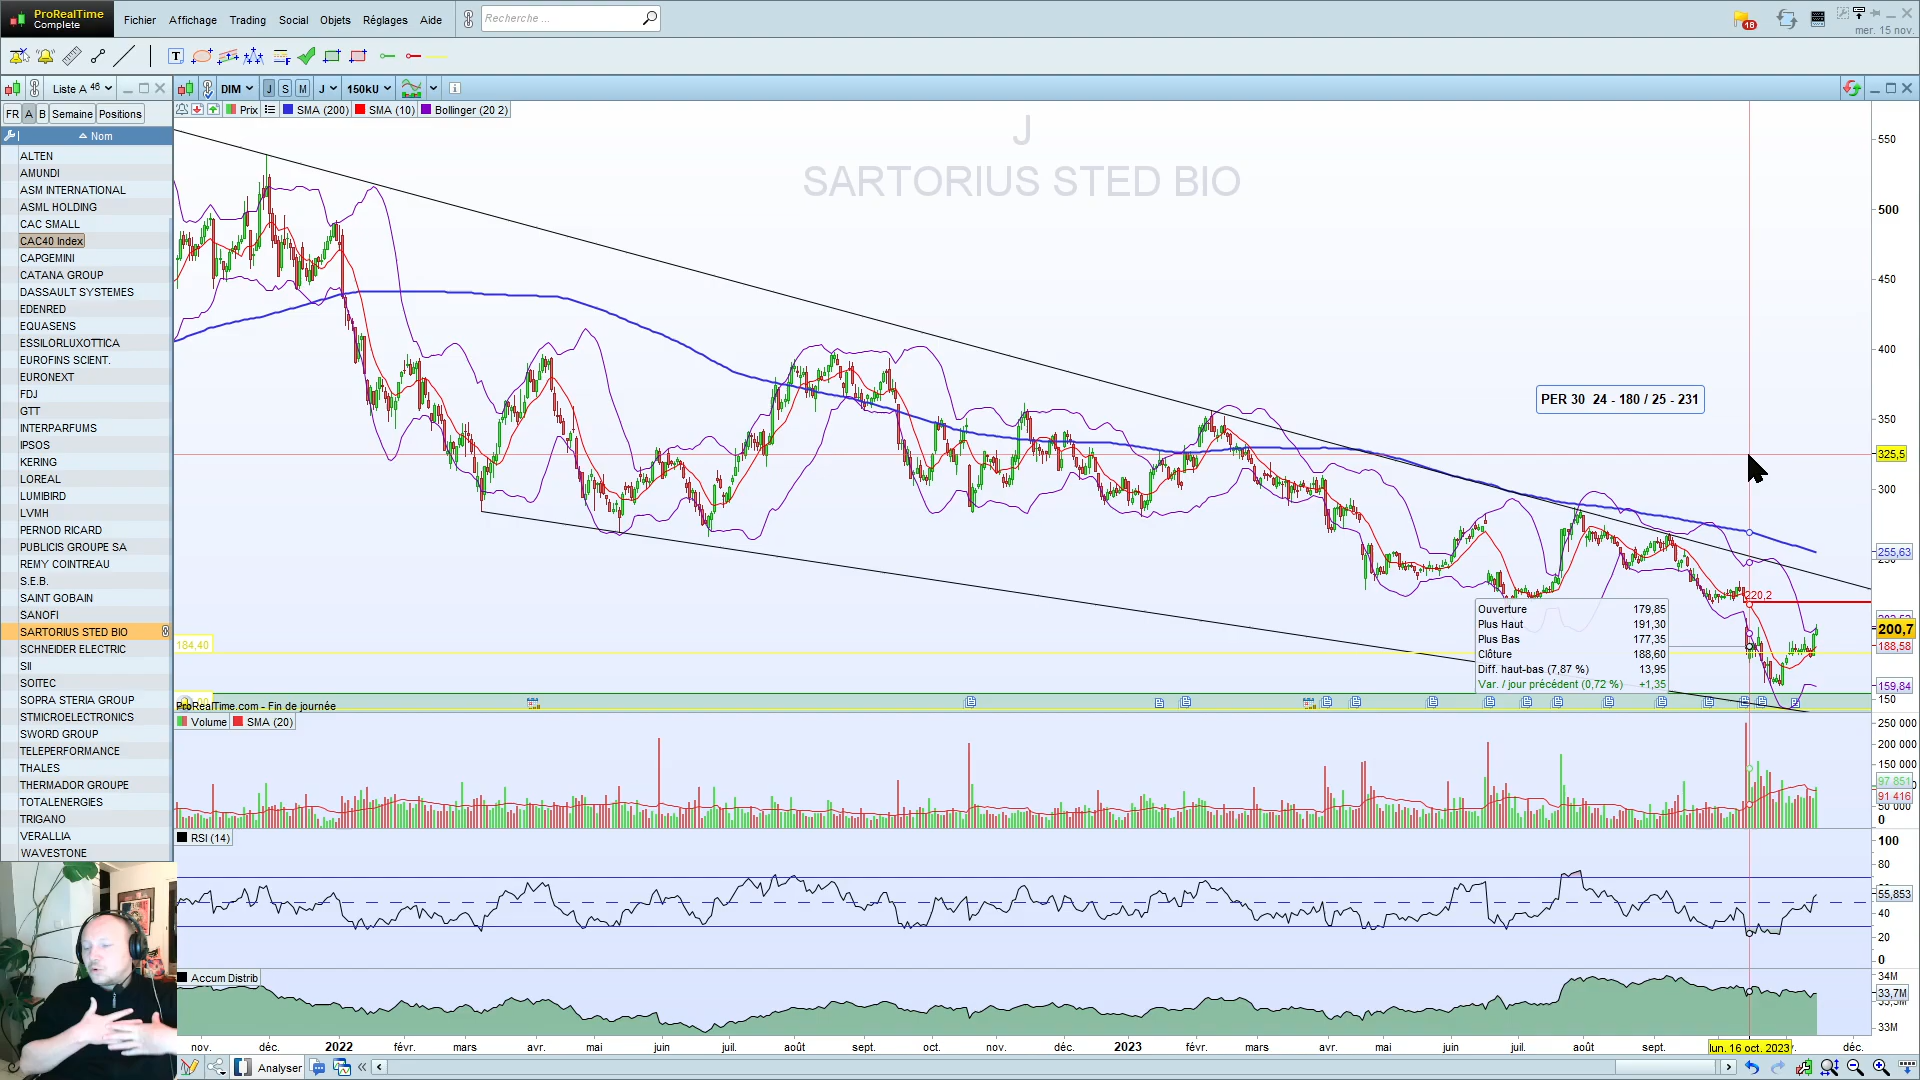 ProRealTime
Complete
Fichier Affichage Trading Social Objets Réglages Aide
Recherche ...
18
mer. 15 nov.
Liste A 46
DIM J S M J 150kU
FR A B Semaine Positions
Prix SMA (200) SMA (10) Bollinger (20 2)
Nom
ALTEN
AMUNDI
ASM INTERNATIONAL
ASML HOLDING
CAC SMALL
CAC40 Index
CAPGEMINI
CATANA GROUP
DASSAULT SYSTEMES
EDENRED
EQUASENS
ESSILORLUXOTTICA
EUROFINS SCIENT.
EURONEXT
FDJ
GTT
INTERPARFUMS
IPSOS
KERING
LOREAL
LUMIBIRD
LVMH
PERNOD RICARD
PUBLICIS GROUPE SA
REMY COINTREAU
S.E.B.
SAINT GOBAIN
SANOFI
SARTORIUS STED BIO
SCHNEIDER ELECTRIC
SII
SOITEC
SOPRA STERIA GROUP
STMICROELECTRONICS
SWORD GROUP
TELEPERFORMANCE
THALES
THERMADOR GROUPE
TOTALENERGIES
TRIGANO
VERALLIA
WAVESTONE
J
SARTORIUS STED BIO
PER 30 24 - 180 / 25 - 231
550
500
450
400
350
325,5
300
255,63
200,7
188,58
159,84
150
220,2
184,40
Ouverture 179,85
Plus Haut 191,30
Plus Bas 177,35
Clôture 188,60
Diff. haut-bas (7,87 %) 13,95
Var. / jour précédent (0,72 %) +1,35
ProRealTime.com - Fin de journée
Volume SMA (20)
250 000
200 000
150 000
97 851
91 416
50 000
0
RSI (14)
100
80
55,853
40
20
0
Accum Distrib
34M
33,7M
33M
nov. déc. 2022 févr. mars avr. mai juin juil. août sept. oct. nov. déc. 2023 févr. mars avr. mai juin juil. août sept. lun. 16 oct. 2023 déc.
Analyser